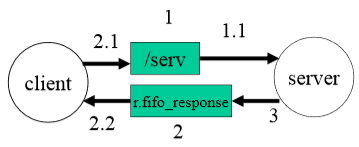 1
2.1
1.1
/serv
client
server
r.fifo_response
2.2
3
2